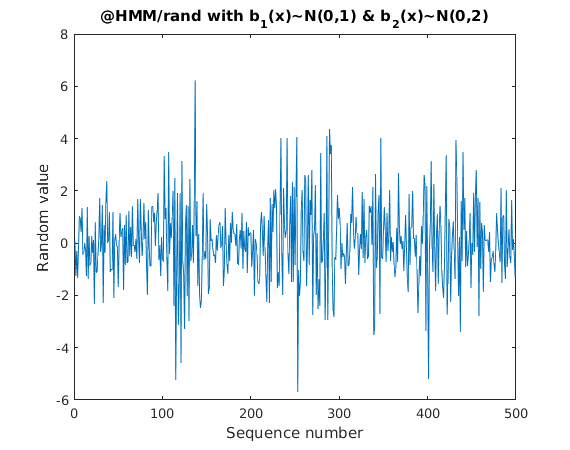 @HMM/rand with b1(x)~N(0,1) & b2(x)~N(0,2)
8
6
4
2
0
-2
-4
-6
Random value
0 100 200 300 400 500
Sequence number